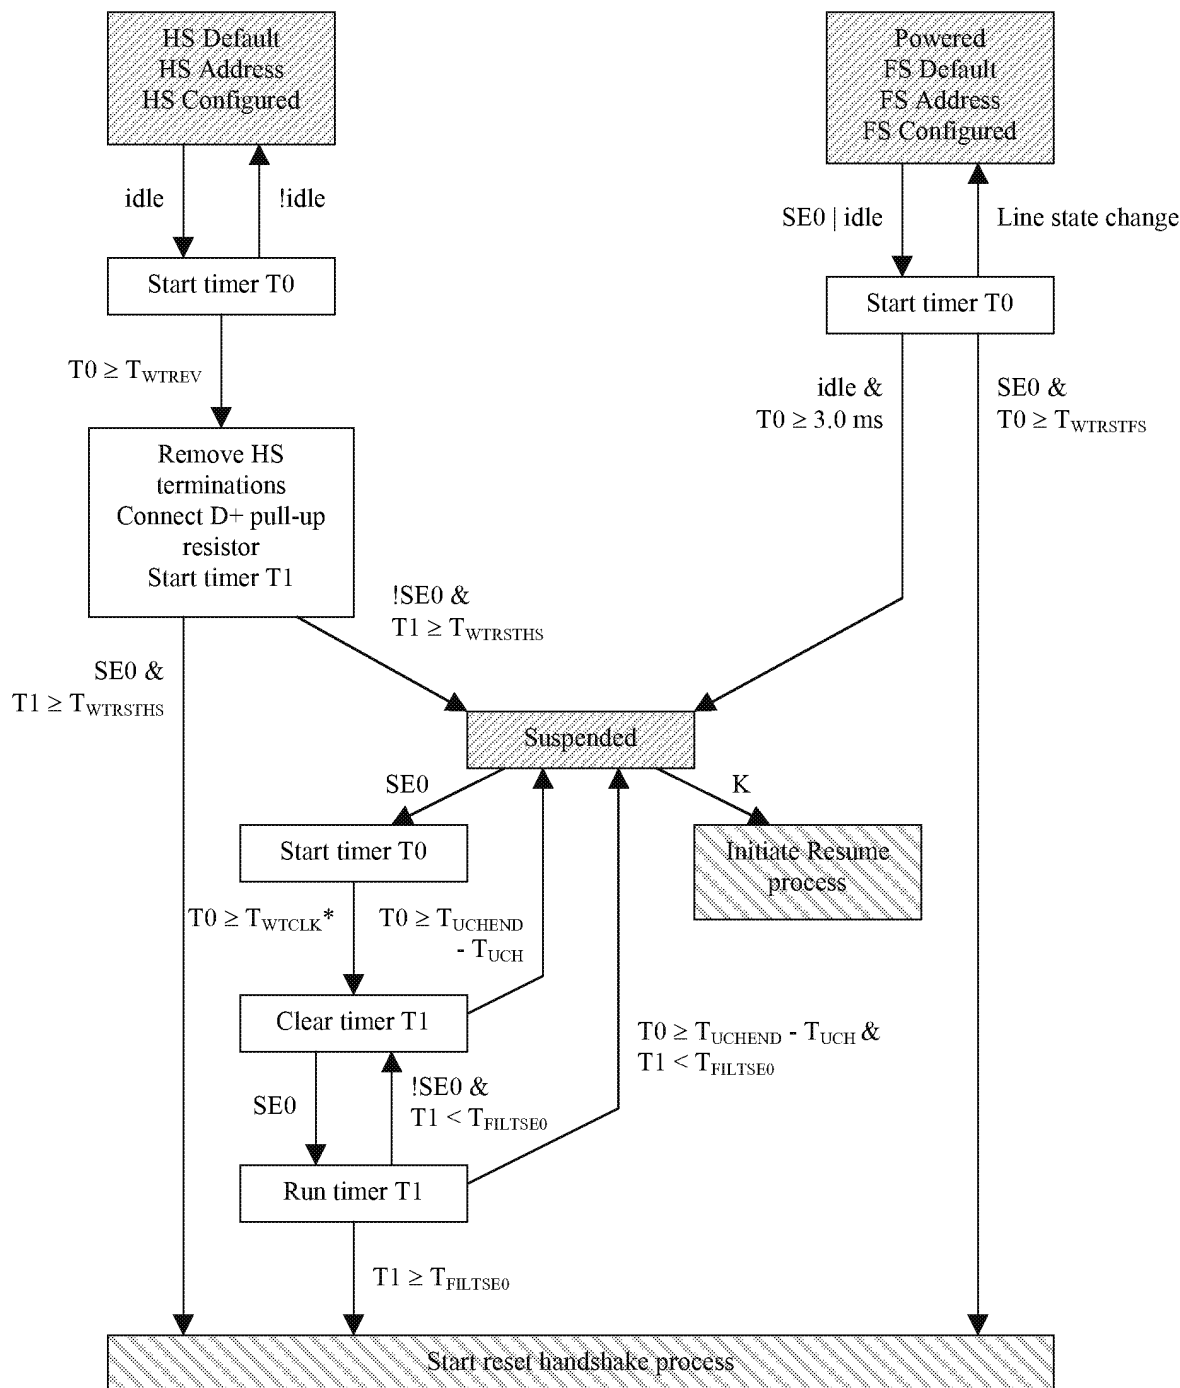 HS Default
HS Address
HS Configured
Powered
FS Default
FS Address
FS Configured
idle
!idle
SE0 | idle
Line state change
Start timer T0
Start timer T0
T0 ≥ TWTREV
idle &
T0 ≥ 3.0 ms
SE0 &
T0 ≥ TWTRSTFS
Remove HS
terminations
Connect D+ pull-up
resistor
Start timer T1
!SE0 &
T1 ≥ TWTRSTHS
SE0 &
T1 ≥ TWTRSTHS
Suspended
SE0
K
Start timer T0
Initiate Resume
process
T0 ≥ TWTCLK*
T0 ≥ TUCHEND
- TUCH
Clear timer T1
T0 ≥ TUCHEND - TUCH &
T1 < TFILTSE0
SE0
!SE0 &
T1 < TFILTSE0
Run timer T1
T1 ≥ TFILTSE0
Start reset handshake process